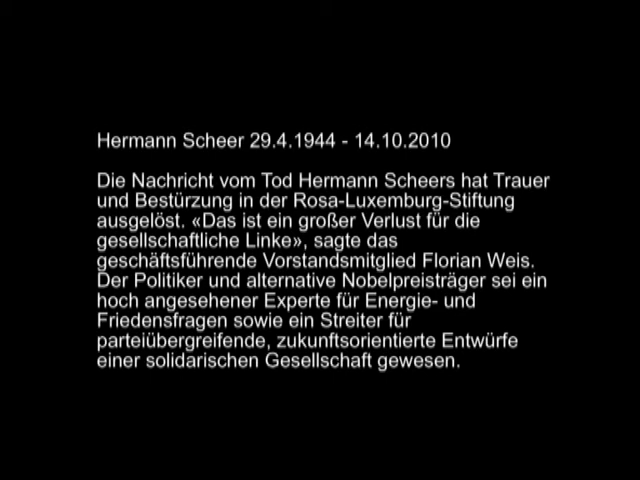 Hermann Scheer 29.4.1944 - 14.10.2010
Die Nachricht vom Tod Hermann Scheers hat Trauer
und Bestürzung in der Rosa-Luxemburg-Stiftung
ausgelöst. «Das ist ein großer Verlust für die
gesellschaftliche Linke», sagte das
geschäftsführende Vorstandsmitglied Florian Weis.
Der Politiker und alternative Nobelpreisträger sei ein
hoch angesehener Experte für Energie- und
Friedensfragen sowie ein Streiter für
parteiübergreifende, zukunftsorientierte Entwürfe
einer solidarischen Gesellschaft gewesen.